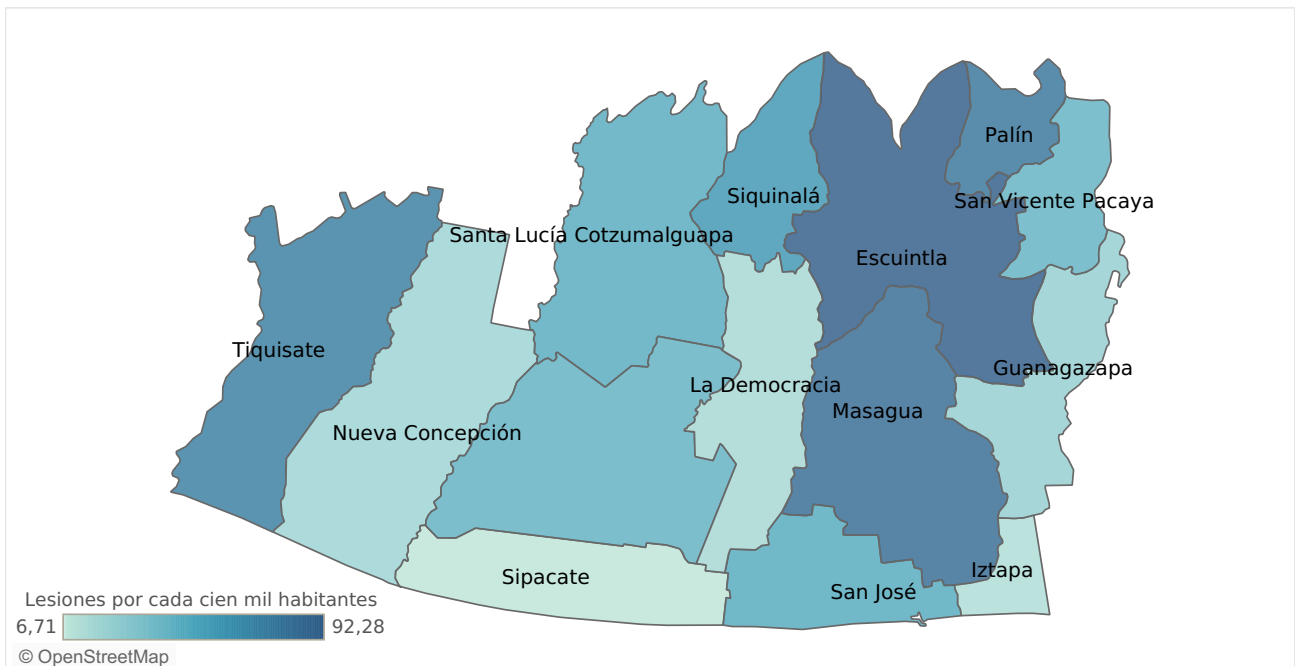 Palín
Siquinalá
San Vicente Pacaya
Santa Lucía Cotzumalguapa
Escuintla
Tiquisate
Guanagazapa
La Democracia
Masagua
Nueva Concepción
Iztapa
Sipacate
San José
Lesiones por cada cien mil habitantes
6,71 92,28
© OpenStreetMap